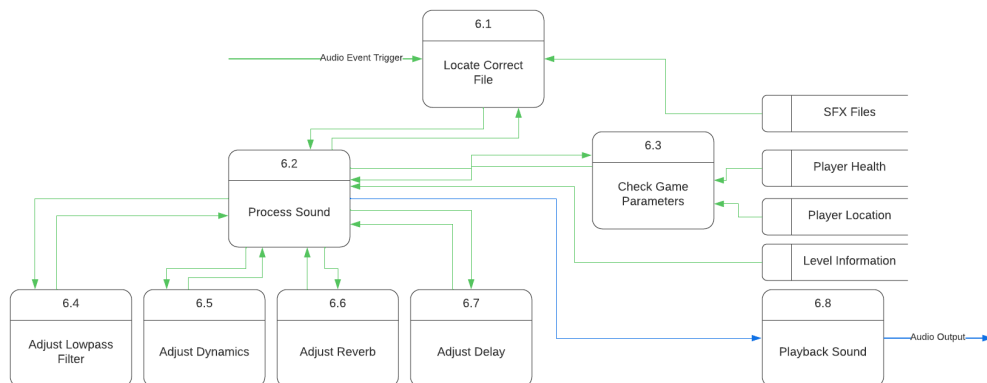 6.1
Audio Event Trigger
Locate Correct
File
SFX Files
6.2
6.3
Player Health
Check Game
Parameters
Process Sound
Player Location
Level Information
6.4
6.5
6.6
6.7
6.8
Adjust Lowpass
Filter
Adjust Dynamics
Adjust Reverb
Adjust Delay
Playback Sound
Audio Output